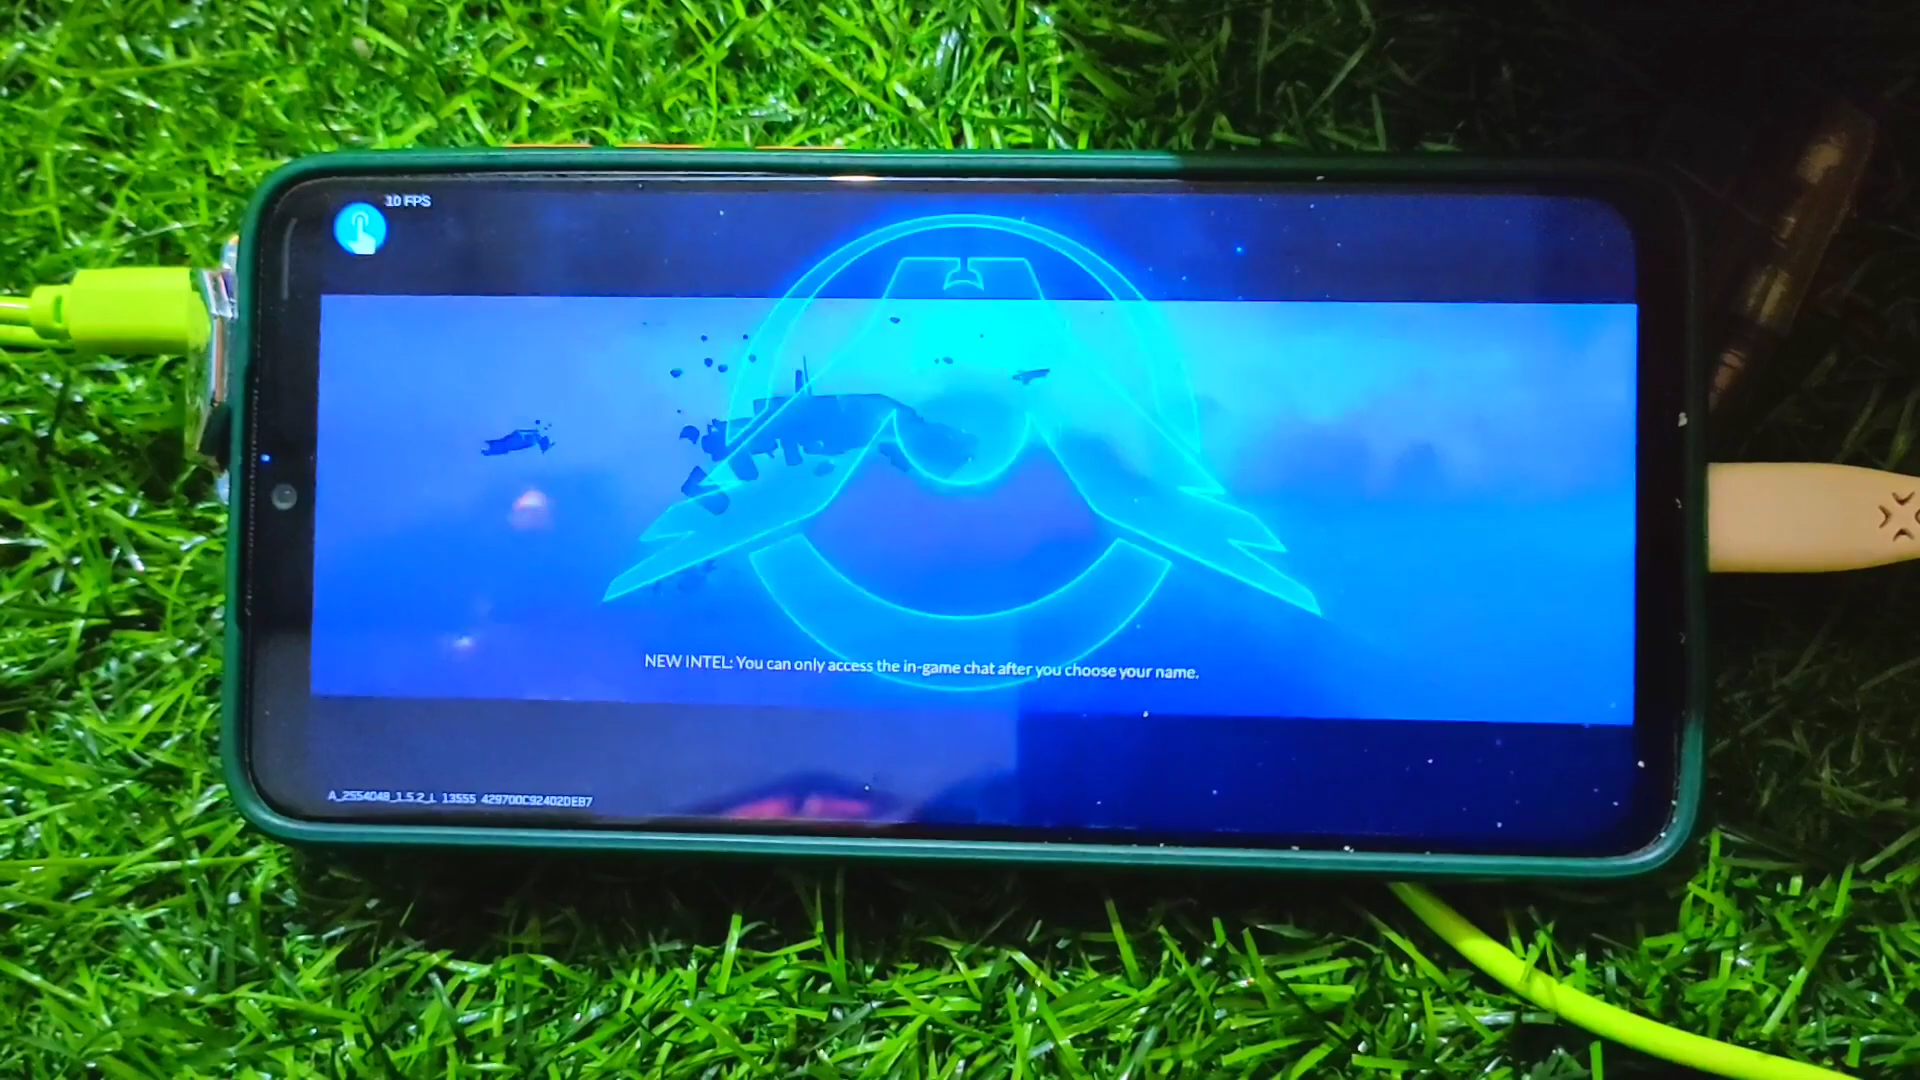 10 FPS
NEW INTEL: You can only access the in-game chat after you choose your name.
A_2554048_1.5.2_L 13555 429700C92402DEB7